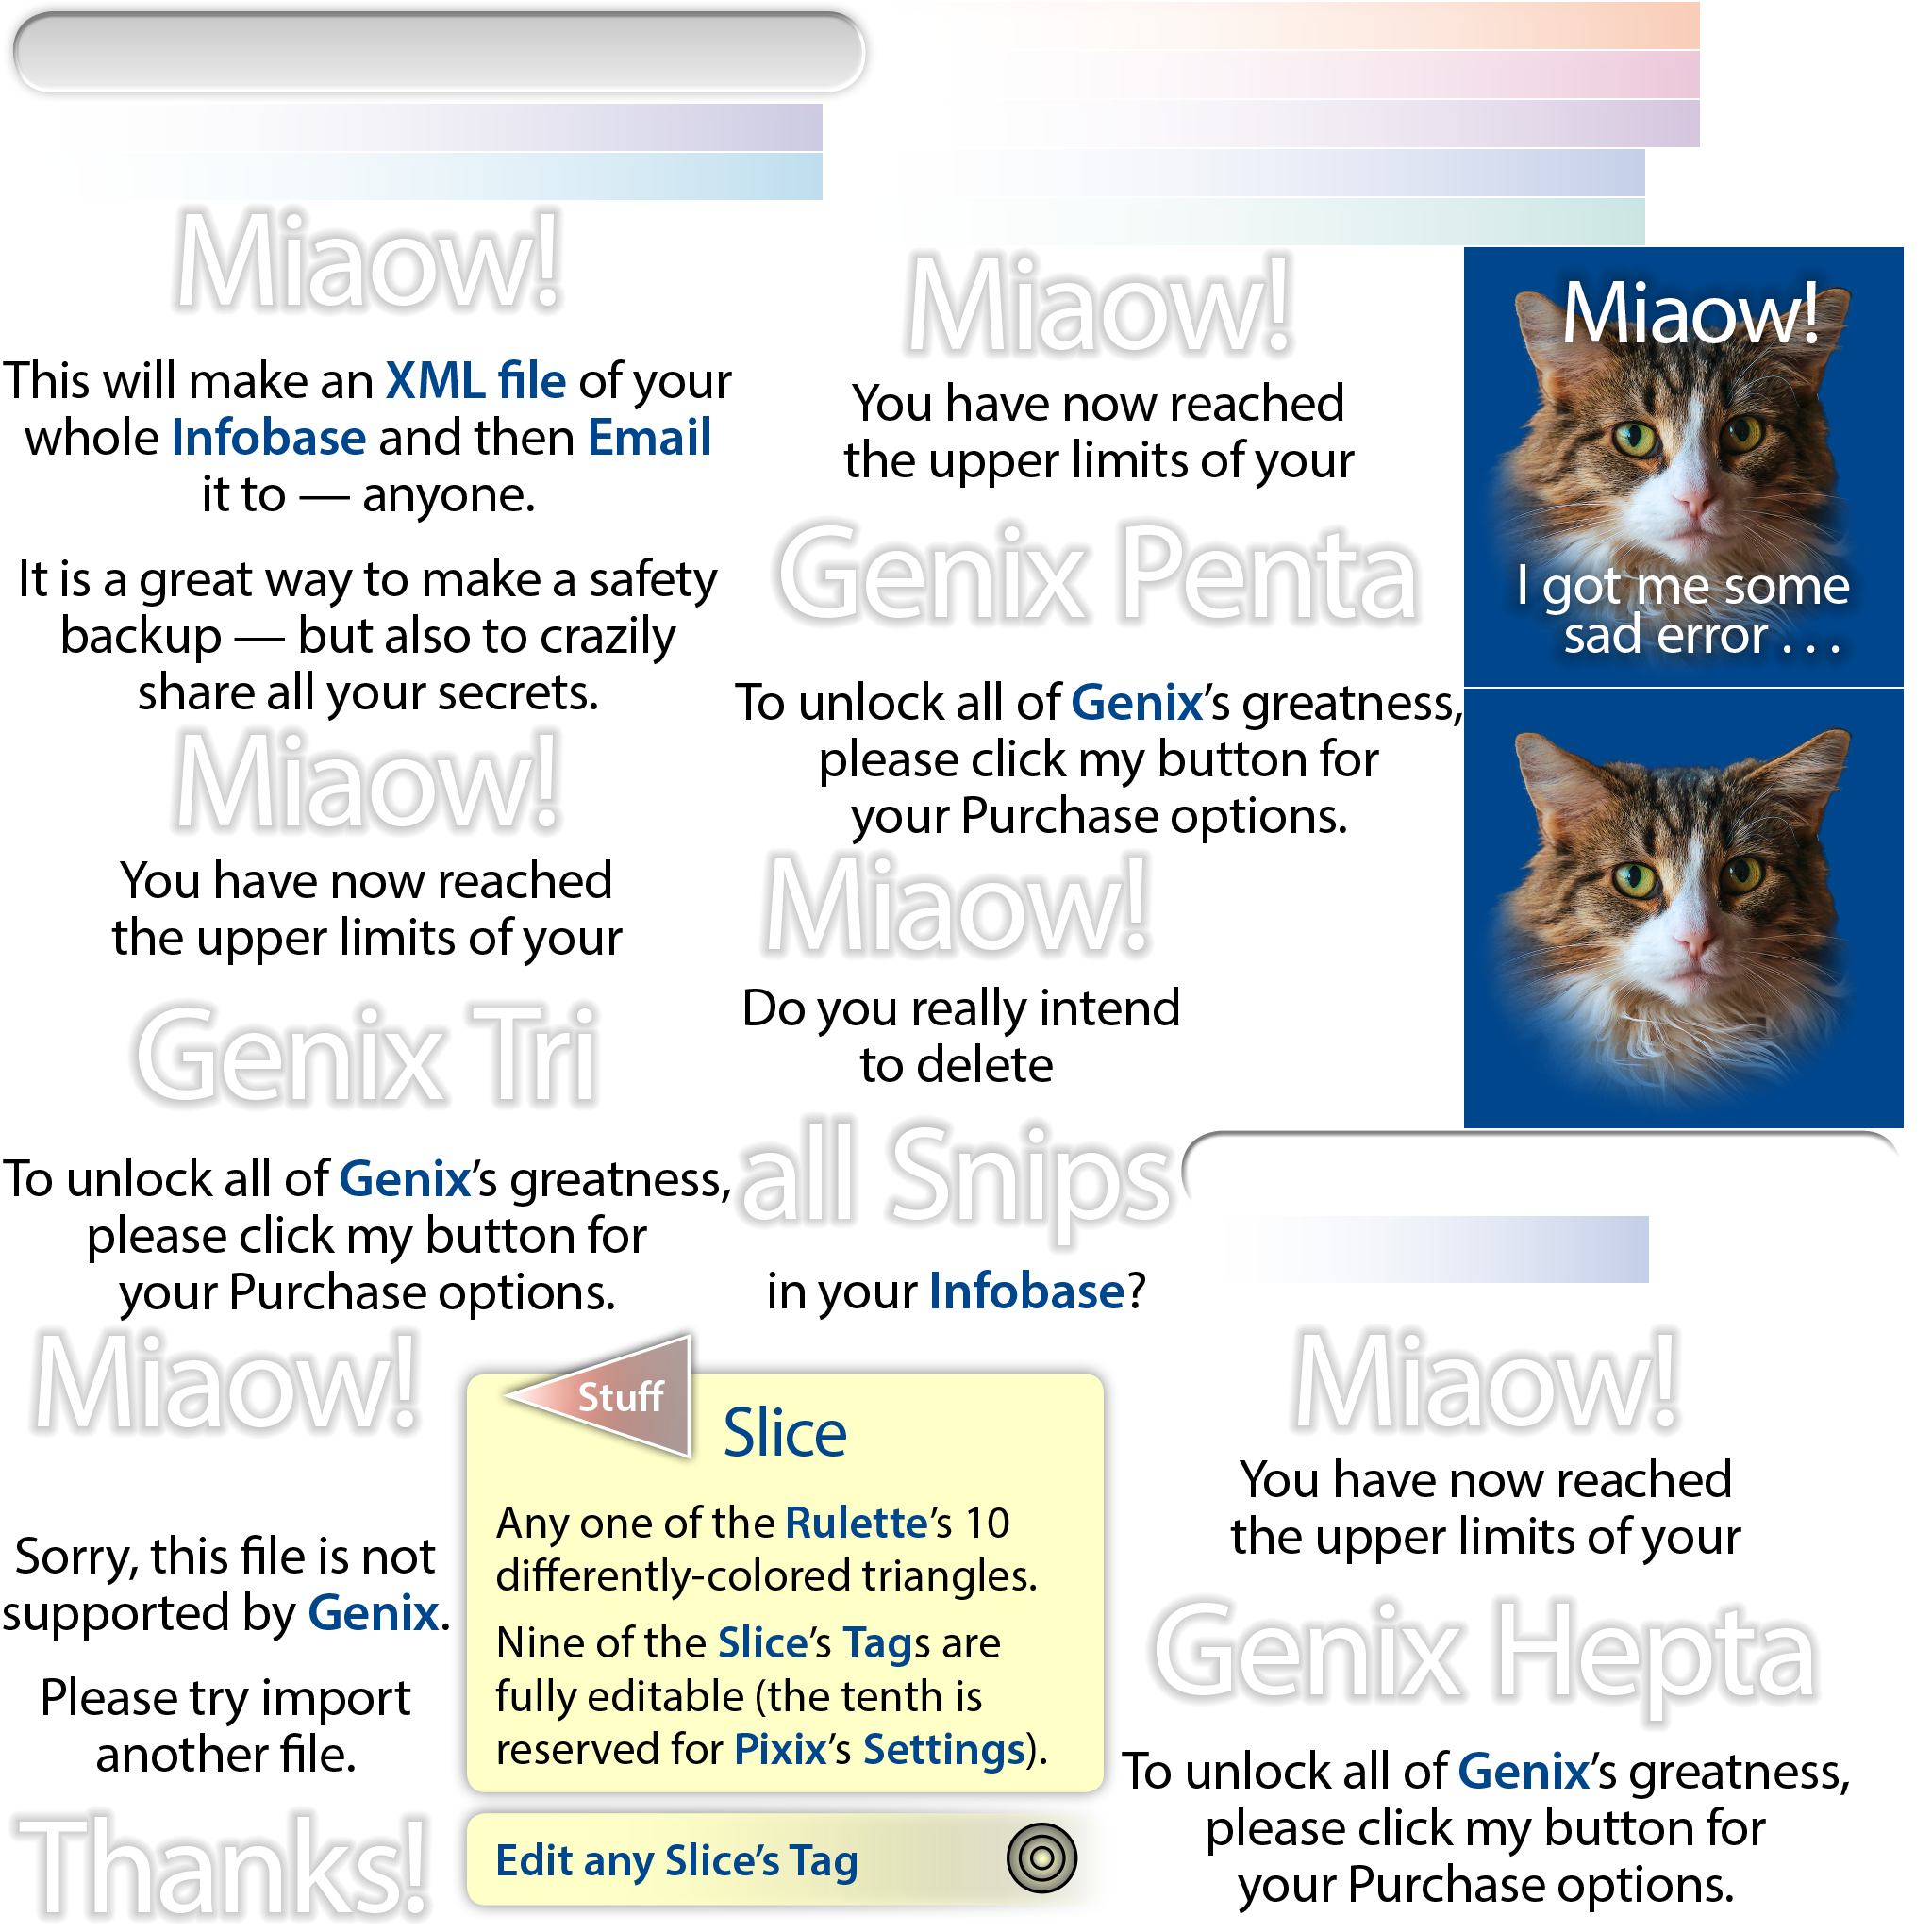 Miaow!
This will make an XML file of your
whole Infobase and then Email
it to — anyone.
It is a great way to make a safety
backup — but also to crazily
share all your secrets.
Miaow!
You have now reached
the upper limits of your
Genix Tri
To unlock all of Genix’s greatness,
please click my button for
your Purchase options.
Miaow!
Sorry, this file is not
supported by Genix.
Please try import
another file.
Thanks!
Miaow!
You have now reached
the upper limits of your
Genix Penta
To unlock all of Genix’s greatness,
please click my button for
your Purchase options.
Miaow!
Do you really intend
to delete
all Snips
in your Infobase?
Stuff
Slice
Any one of the Rulette’s 10
differently-colored triangles.
Nine of the Slice’s Tags are
fully editable (the tenth is
reserved for Pixix’s Settings).
Edit any Slice’s Tag
Miaow!
I got me some
sad error . . .
Miaow!
You have now reached
the upper limits of your
Genix Hepta
To unlock all of Genix’s greatness,
please click my button for
your Purchase options.